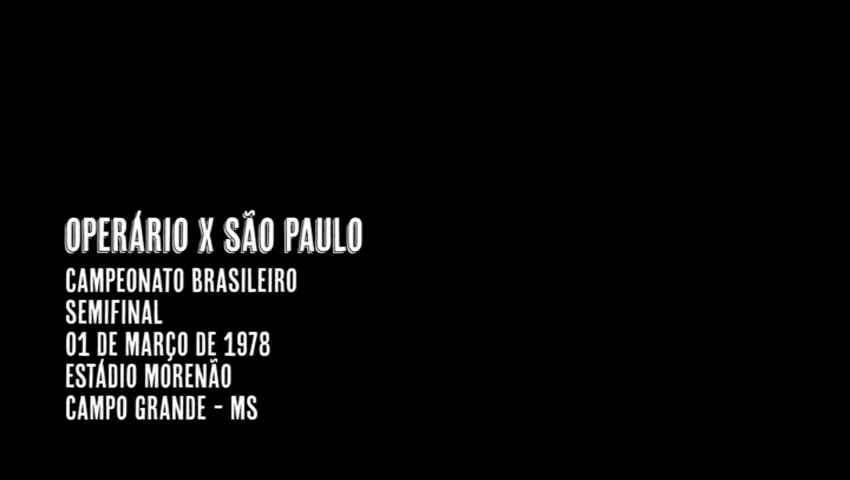 OPERÁRIO X SÃO PAULO
CAMPEONATO BRASILEIRO
SEMIFINAL
01 DE MARÇO DE 1978
ESTÁDIO MORENÃO
CAMPO GRANDE - MS